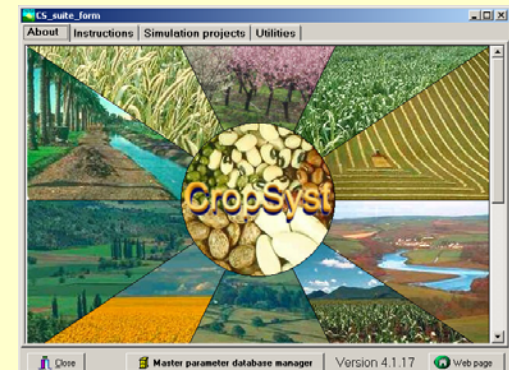 CS_suite_form
About Instructions Simulation projects Utilities
CropSyst
Close Master parameter database manager Version 4.1.17 Web page